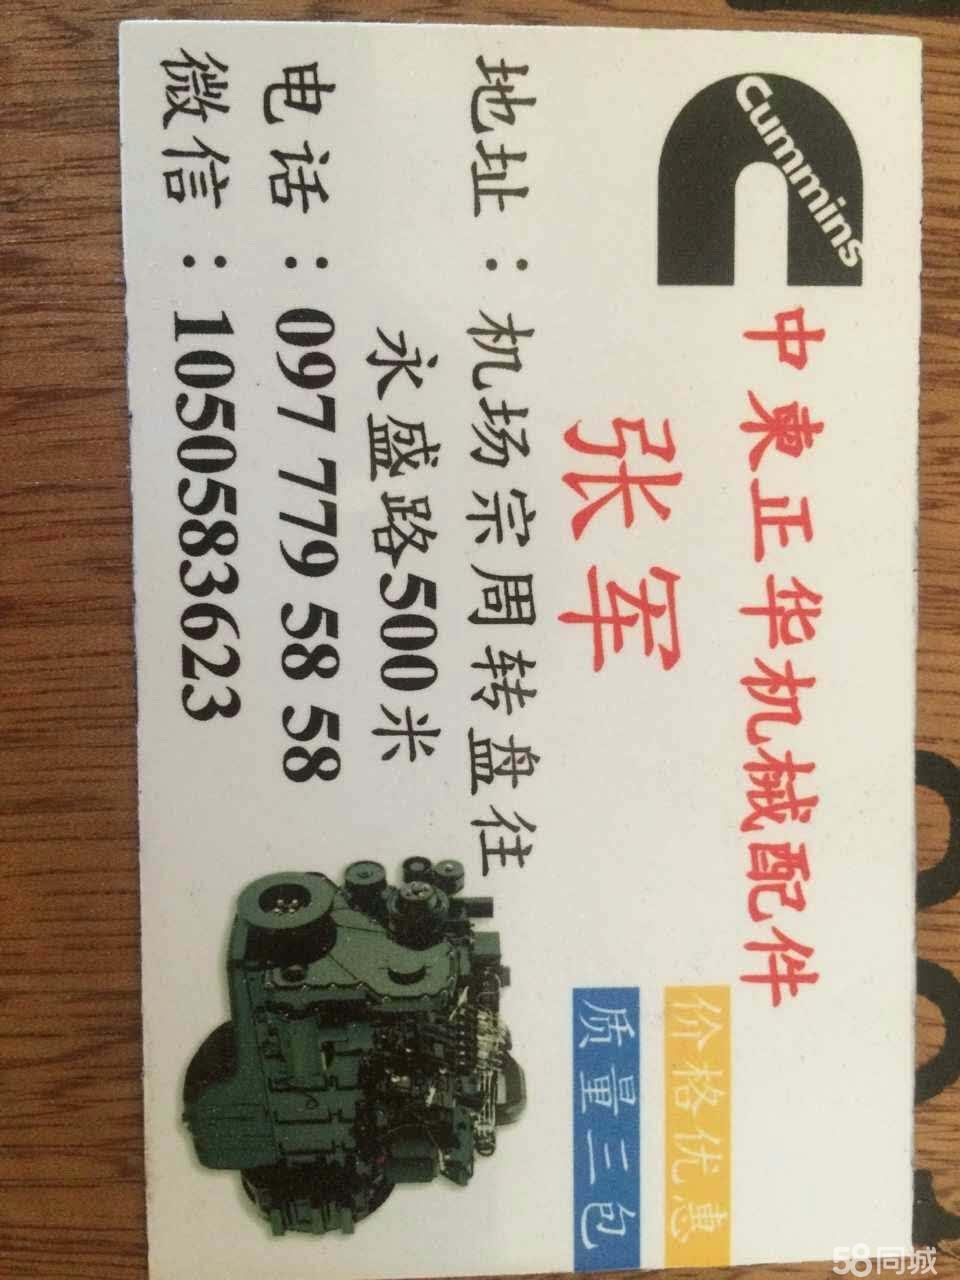 cummins
中東正华机械配件
张军
价格优惠
质量三包
地址：机场宗周转盘往
永盛路500米
电话：097 779 58 58
微信：1050583623
58同城